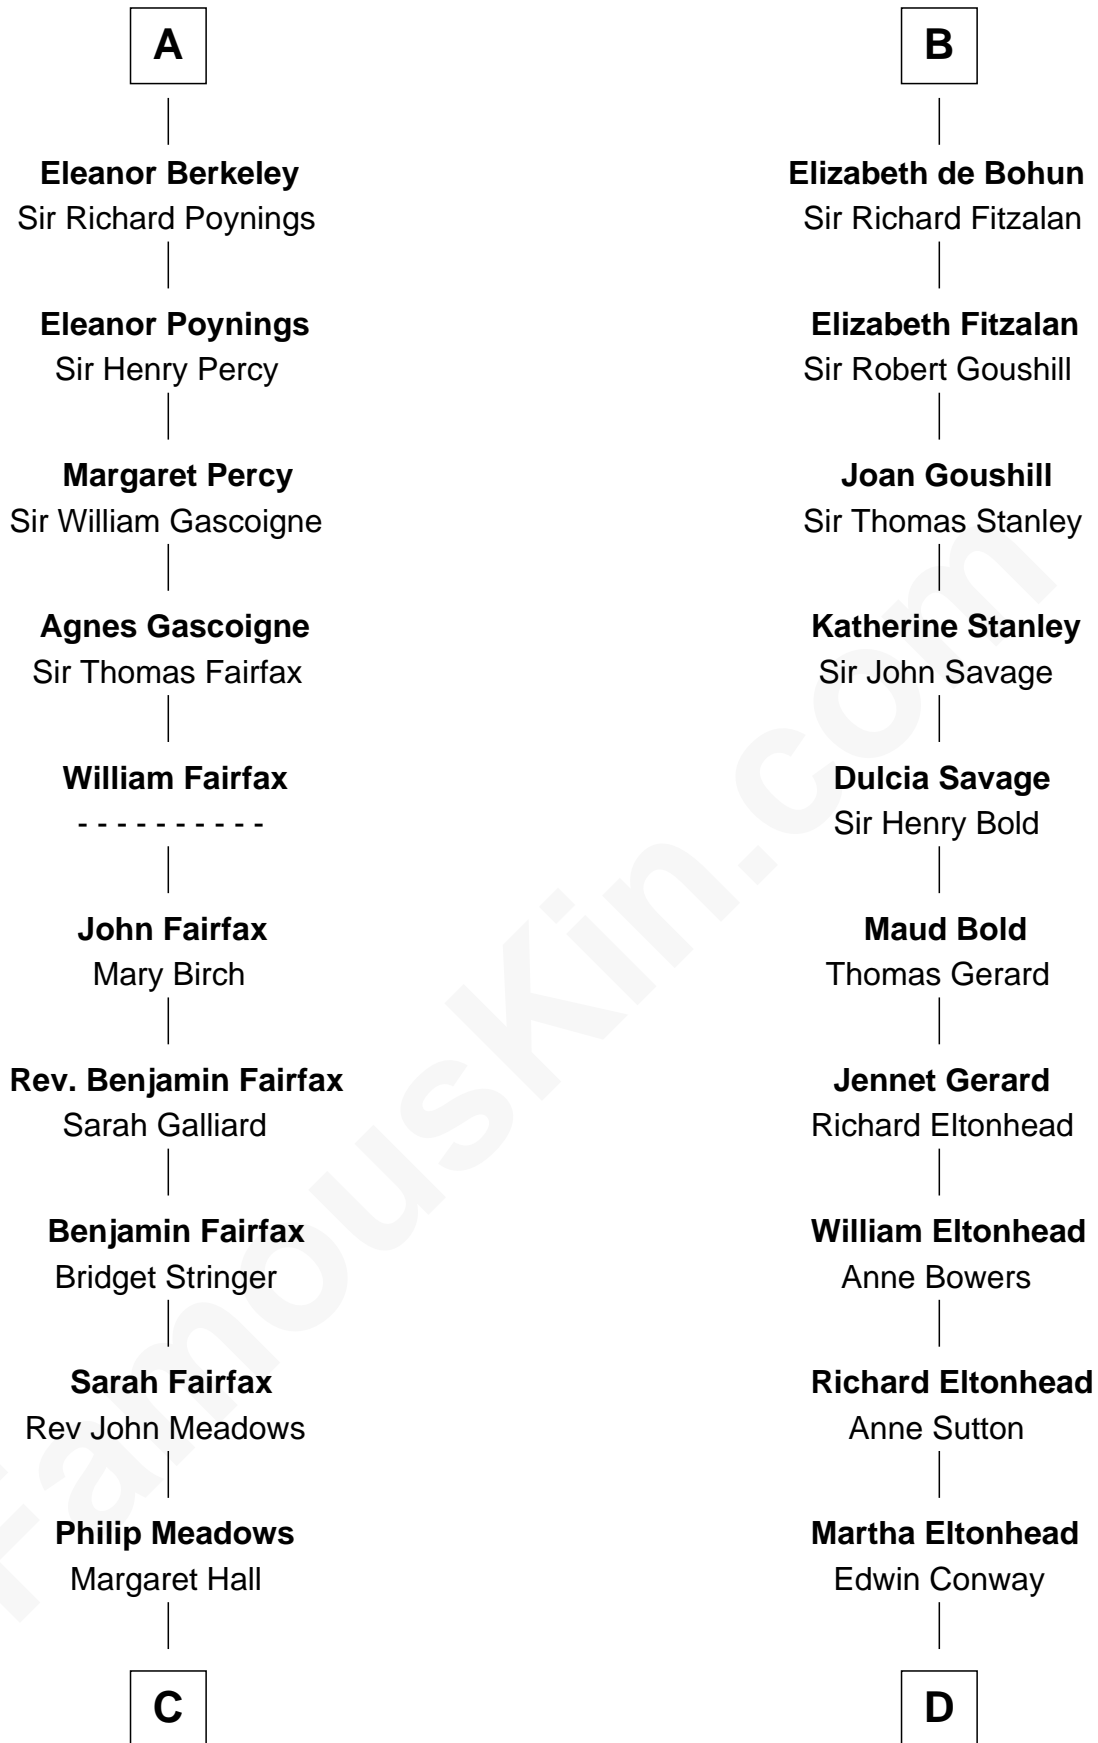 A
Eleanor Berkeley
Sir Richard Poynings
Eleanor Poynings
Sir Henry Percy
Margaret Percy
Sir William Gascoigne
Agnes Gascoigne
Sir Thomas Fairfax
William Fairfax
- - - - - - - - - -
John Fairfax
Mary Birch
Rev. Benjamin Fairfax
Sarah Galliard
Benjamin Fairfax
Bridget Stringer
Sarah Fairfax
Rev John Meadows
Philip Meadows
Margaret Hall
C
B
Elizabeth de Bohun
Sir Richard Fitzalan
Elizabeth Fitzalan
Sir Robert Goushill
Joan Goushill
Sir Thomas Stanley
Katherine Stanley
Sir John Savage
Dulcia Savage
Sir Henry Bold
Maud Bold
Thomas Gerard
Jennet Gerard
Richard Eltonhead
William Eltonhead
Anne Bowers
Richard Eltonhead
Anne Sutton
Martha Eltonhead
Edwin Conway
D
FamousKin.com